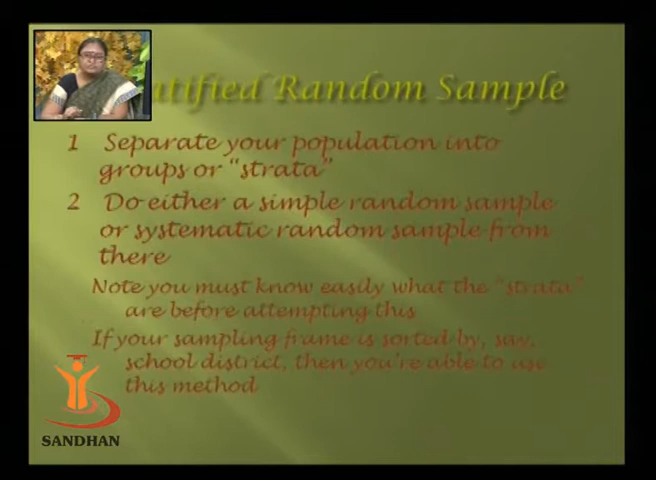 Random Sample
1 Separate your population into
groups or "strata"
2 Do either a simple random sample
or systematic random sample from
there
Note you must know easily what the "strata"
are before attempting this
If your sampling frame is sorted by, say,
school district, then you're able to use
this method
SANDHAN